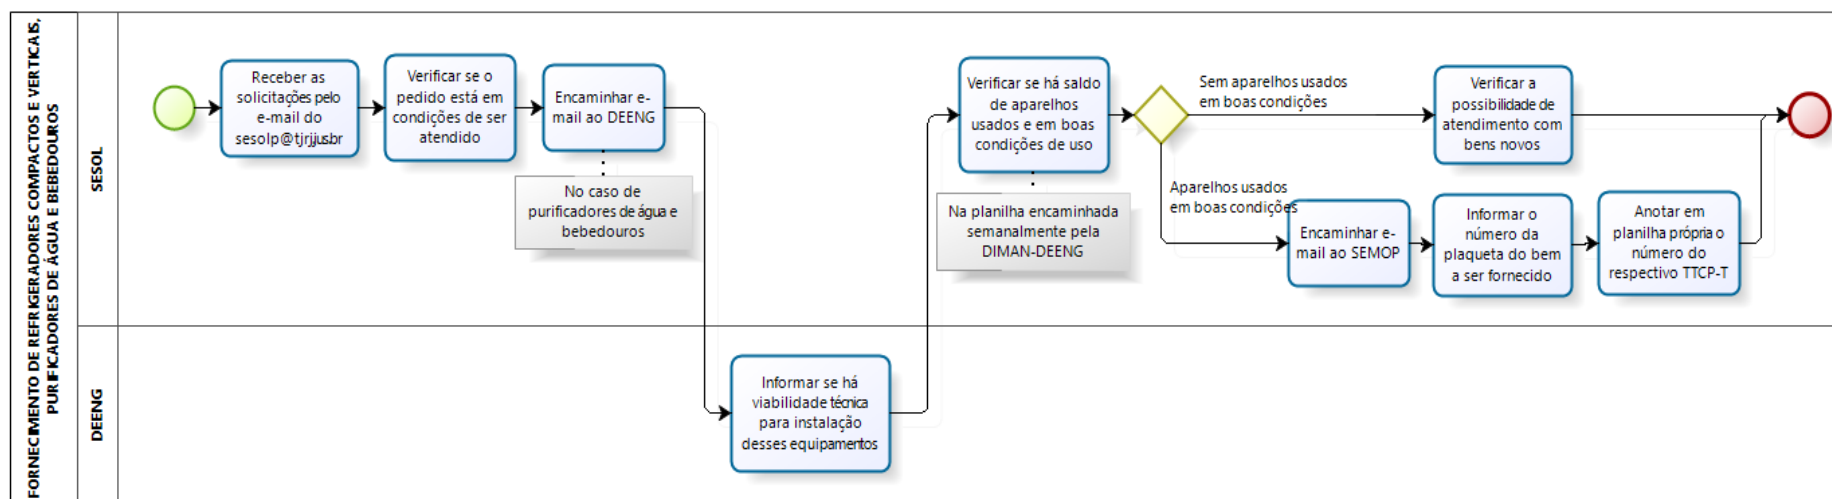 FORNECIMENTO DE REFRIGERADORES COMPACTOS E VERTICAIS,
PURIFICADORES DE ÁGUA E BEBEDOUROS
SESOL
Receber as
solicitações pelo
e-mail do
sesolp@tjrj.jus.br
Verificar se o
pedido está em
condições de ser
atendido
Encaminhar e-
mail ao DEENG
No caso de
purificadores de água e
bebedouros
Verificar se há saldo
de aparelhos
usados e em boas
condições de uso
Na planilha encaminhada
semanalmente pela
DIMAN-DEENG
Sem aparelhos usados
em boas condições
Verificar a
possibilidade de
atendimento com
bens novos
Aparelhos usados
em boas condições
Encaminhar e-
mail ao SEMOP
Informar o
número da
plaqueta do bem
a ser fornecido
Anotar em
planilha própria o
número do
respectivo TTCP-T
DEENG
Informar se há
viabilidade técnica
para instalação
desses equipamentos